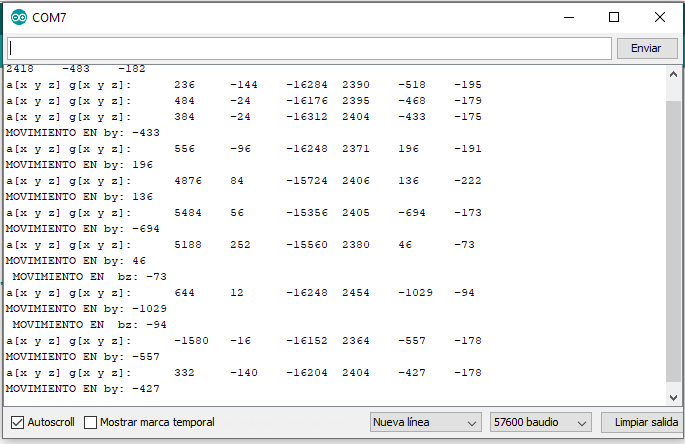 COM7
Enviar
2418 -483 -182
a[x y z] g[x y z]: 236 -144 -16284 2390 -518 -195
a[x y z] g[x y z]: 484 -24 -16176 2395 -468 -179
a[x y z] g[x y z]: 384 -24 -16312 2404 -433 -175
MOVIMIENTO EN by: -433
a[x y z] g[x y z]: 556 -96 -16248 2371 196 -191
MOVIMIENTO EN by: 196
a[x y z] g[x y z]: 4876 84 -15724 2406 136 -222
MOVIMIENTO EN by: 136
a[x y z] g[x y z]: 5484 56 -15356 2405 -694 -173
MOVIMIENTO EN by: -694
a[x y z] g[x y z]: 5188 252 -15560 2380 46 -73
MOVIMIENTO EN by: 46
MOVIMIENTO EN  bz: -73
a[x y z] g[x y z]: 644 12 -16248 2454 -1029 -94
MOVIMIENTO EN by: -1029
MOVIMIENTO EN  bz: -94
a[x y z] g[x y z]: -1580 -16 -16152 2364 -557 -178
MOVIMIENTO EN by: -557
a[x y z] g[x y z]: 332 -140 -16204 2404 -427 -178
MOVIMIENTO EN by: -427
Autoscroll Mostrar marca temporal Nueva línea 57600 baudio Limpiar salida